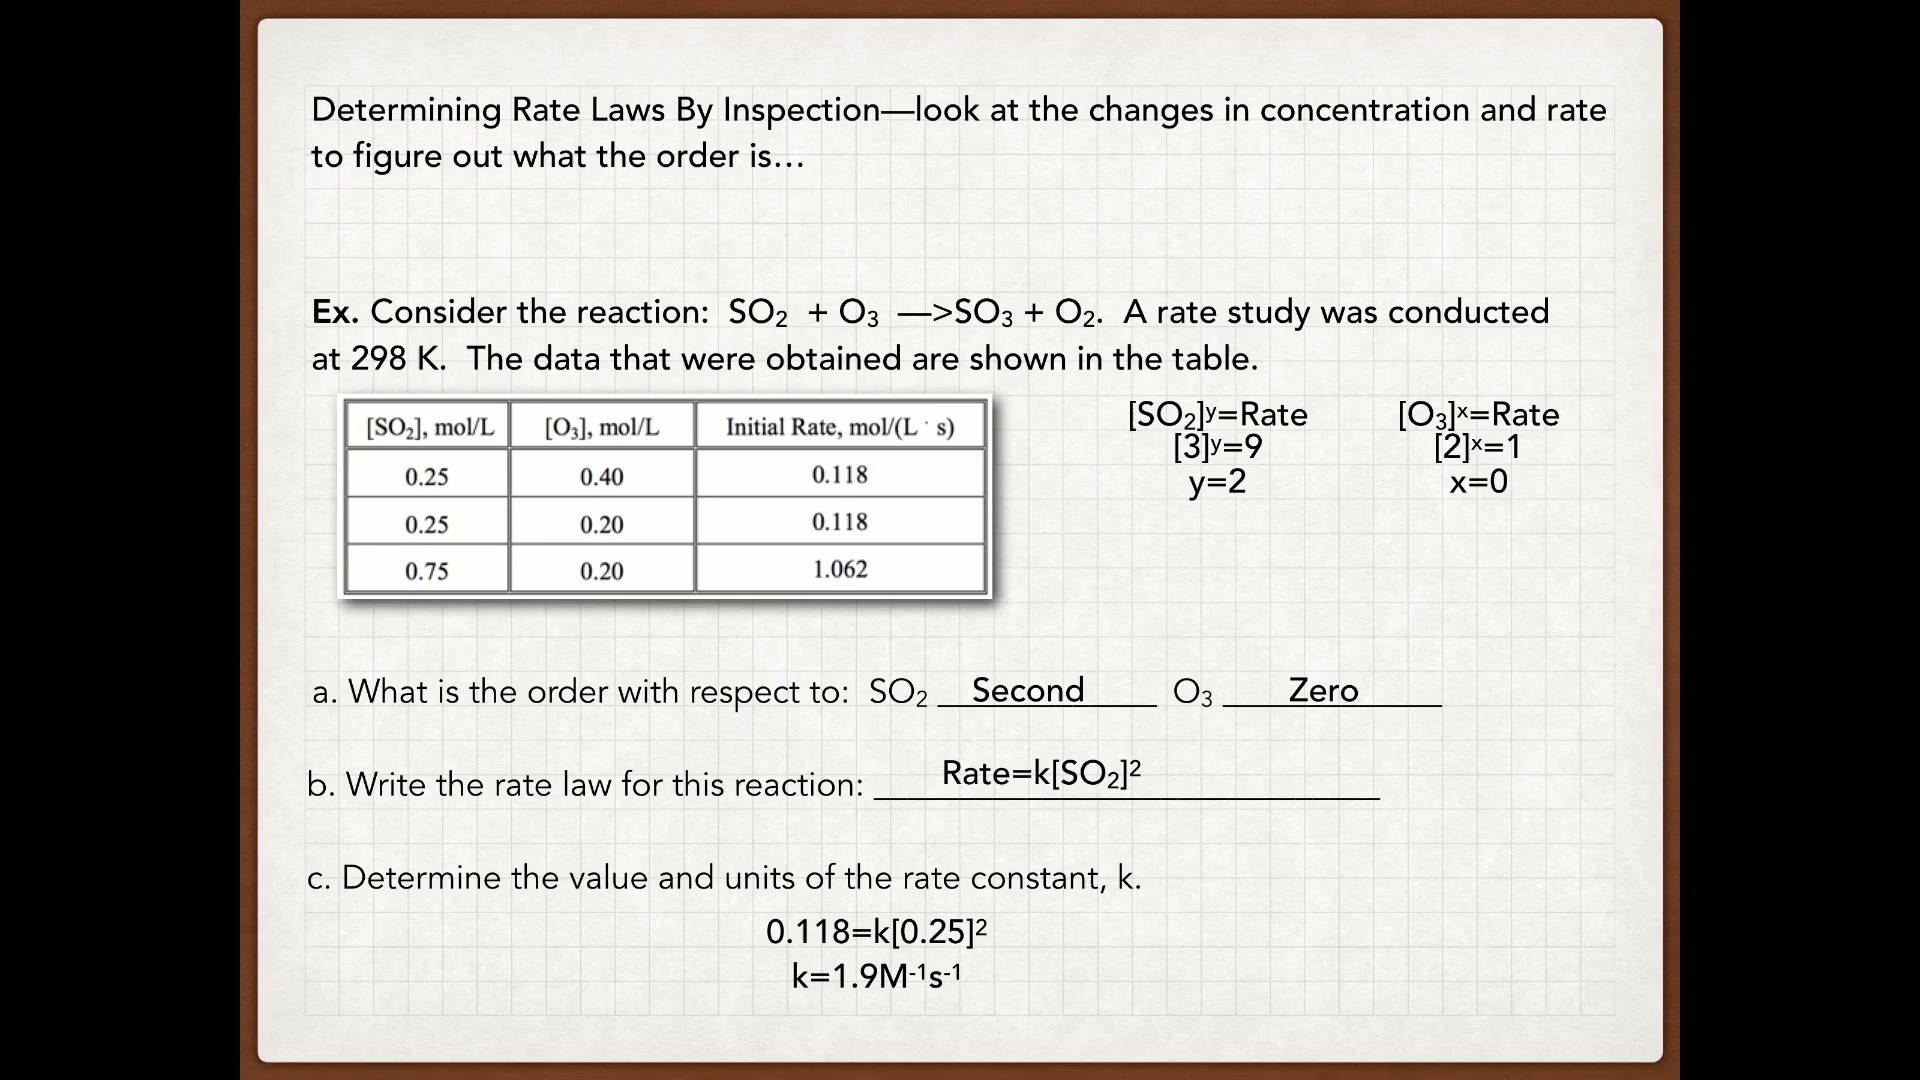 Determining Rate Laws By Inspection—look at the changes in concentration and rate
to figure out what the order is...
Ex. Consider the reaction: SO₂ + O₃ —>SO₃ + O₂. A rate study was conducted
at 298 K. The data that were obtained are shown in the table.
[SO₂], mol/L [O₃], mol/L Initial Rate, mol/(L · s)
0.25 0.40 0.118
0.25 0.20 0.118
0.75 0.20 1.062
[SO₂]ʸ=Rate
[3]ʸ=9
y=2
[O₃]ˣ=Rate
[2]ˣ=1
x=0
a. What is the order with respect to: SO₂ Second O₃ Zero
b. Write the rate law for this reaction: Rate=k[SO₂]²
c. Determine the value and units of the rate constant, k.
0.118=k[0.25]²
k=1.9M⁻¹s⁻¹